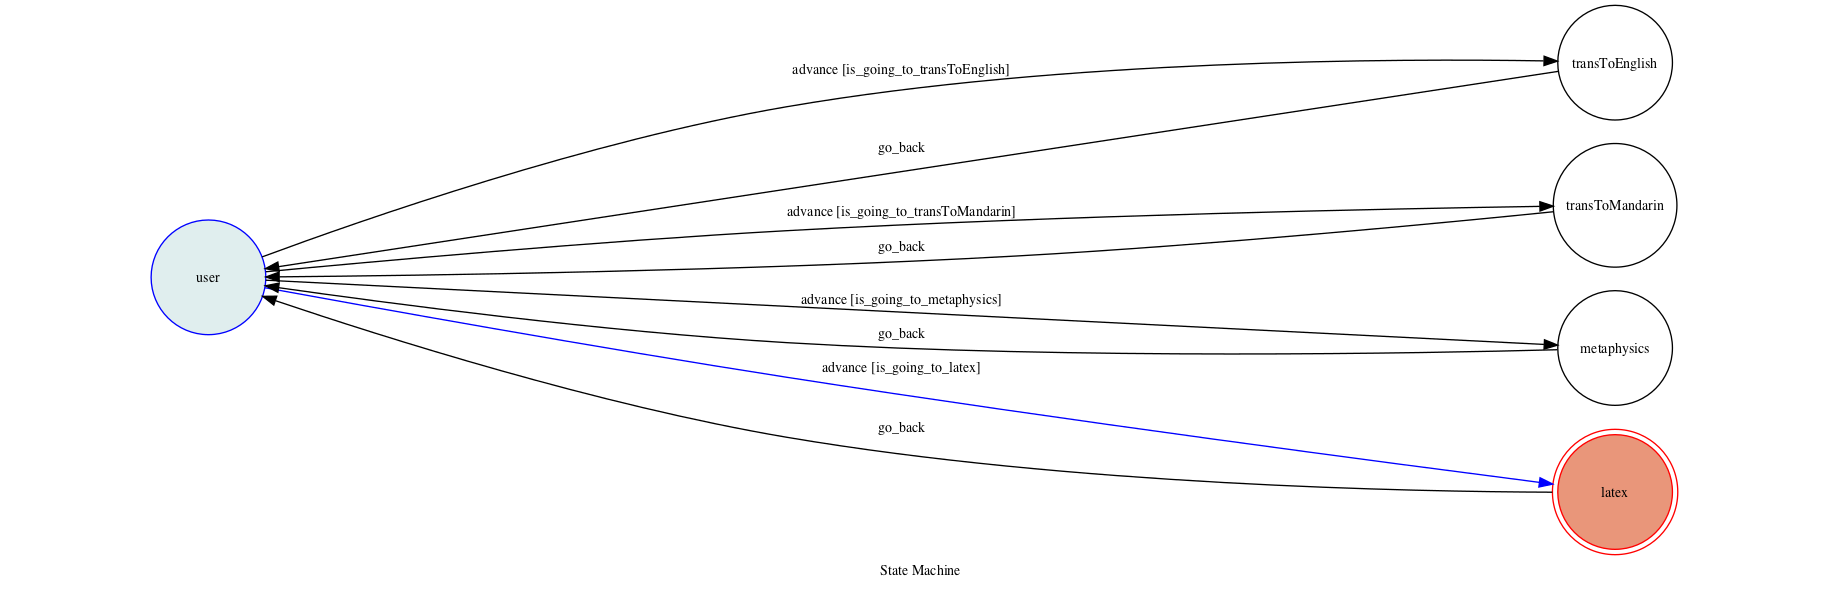 transToEnglish
advance [is_going_to_transToEnglish]
go_back
transToMandarin
advance [is_going_to_transToMandarin]
go_back
user
advance [is_going_to_metaphysics]
go_back
metaphysics
advance [is_going_to_latex]
go_back
latex
State Machine